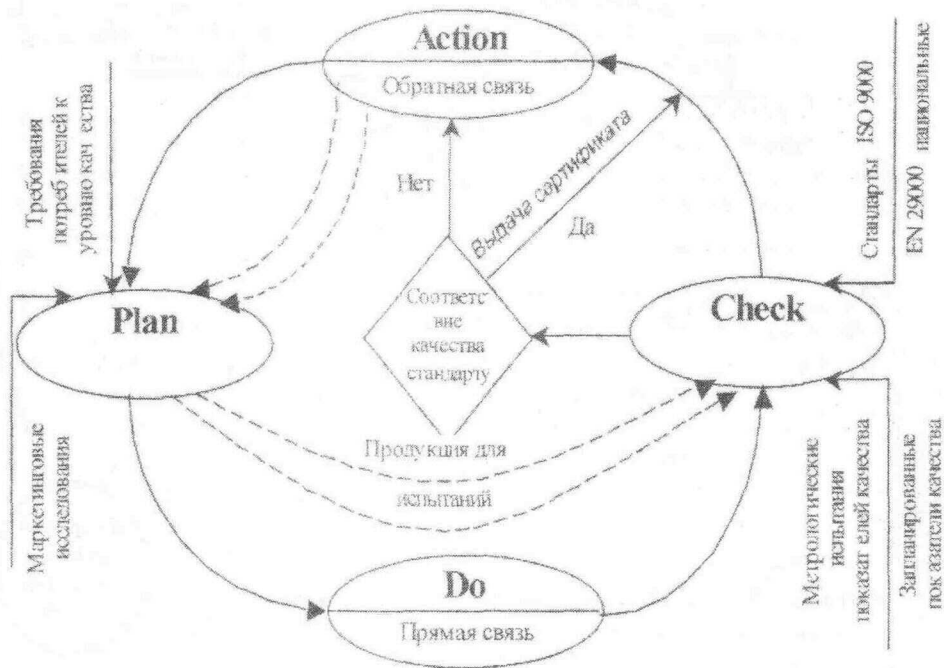 Action
Обратная связь
Требования
потреб ителей к
уровню кач ества
Нет
Выдача сортификата
Да
Стандарты ISO 9000
EN 29000 национальные
Plan
Соответс
вие
качества
стандарту
Check
Маркетинговые
исследования
Продукция для
испытаний
Метрологические
испытания
показат елей качества
Запланированные
показатели качества
Do
Прямая связь